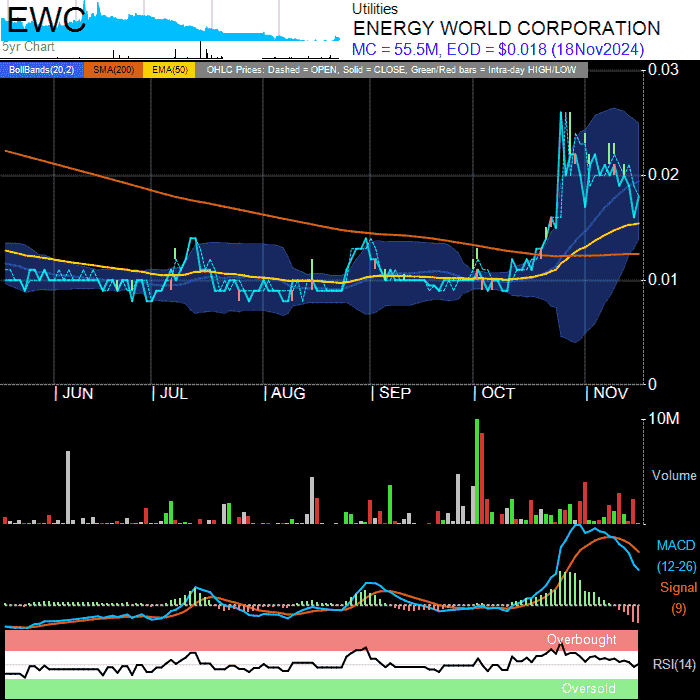 EWC
5yr Chart
Utilities
ENERGY WORLD CORPORATION
MC = 55.5M, EOD = $0.018 (18Nov2024)
BollBands(20,2) SMA(200) EMA(50) OHLC Prices: Dashed = OPEN, Solid = CLOSE, Green/Red bars = Intra-day HIGH/LOW
0.03
0.02
0.01
0
JUN JUL AUG SEP OCT NOV
10M
Volume
MACD
(12-26)
Signal
(9)
Overbought
RSI(14)
Oversold